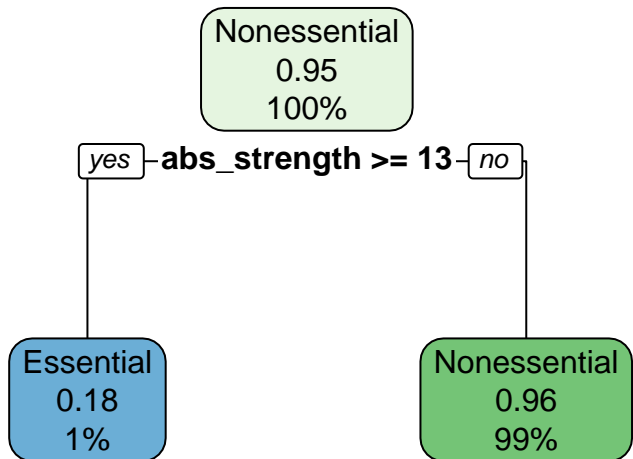 Nonessential
0.95
100%
yes abs_strength >= 13 no
Essential
0.18
1%
Nonessential
0.96
99%